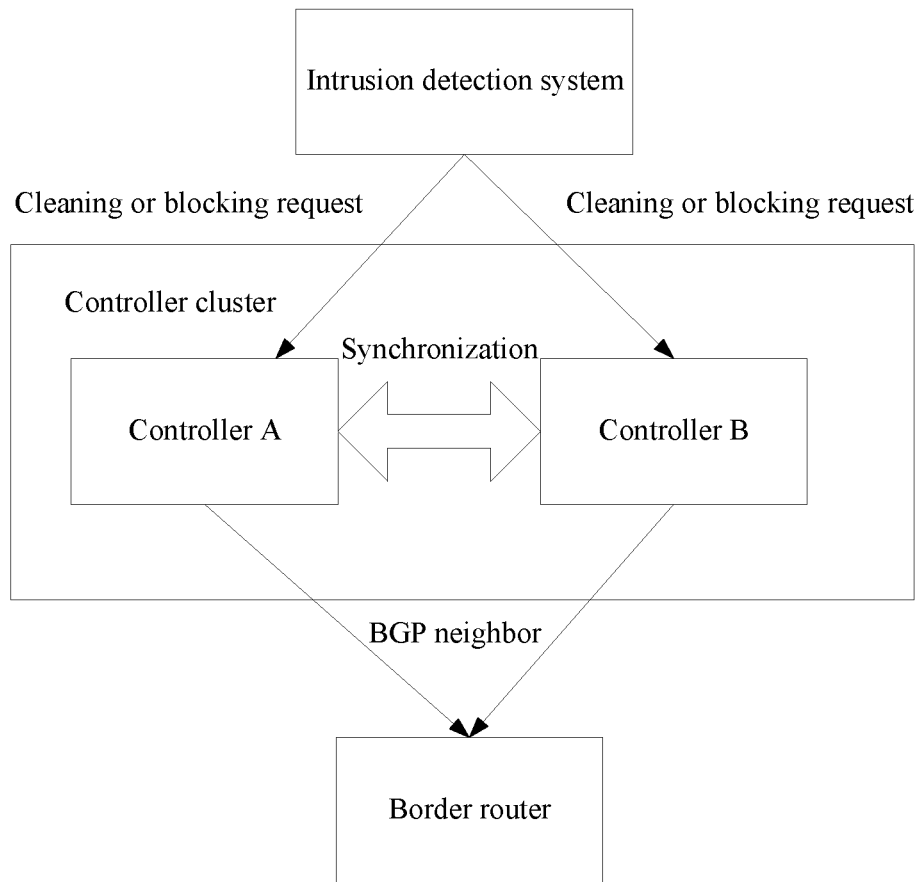 Intrusion detection system
Cleaning or blocking request
Cleaning or blocking request
Controller cluster
Synchronization
Controller A
Controller B
BGP neighbor
Border router